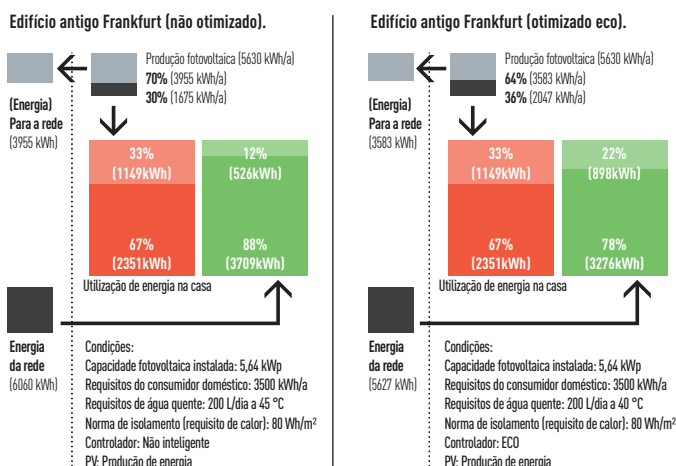 Edifício antigo Frankfurt (não otimizado).
Produção fotovoltaica (5630 kWh/a)
70% (3955 kWh/a)
30% (1675 kWh/a)
(Energia)
Para a rede
(3955 kWh)
33%
(1149kWh)
12%
(526kWh)
67%
(2351kWh)
88%
(3709kWh)
Utilização de energia na casa
Energia
da rede
(6060 kWh)
Condições:
Capacidade fotovoltaica instalada: 5,64 kWp
Requisitos do consumidor doméstico: 3500 kWh/a
Requisitos de água quente: 200 L/dia a 45 °C
Norma de isolamento (requisito de calor): 80 Wh/m²
Controlador: Não inteligente
PV: Produção de energia
Edifício antigo Frankfurt (otimizado eco).
Produção fotovoltaica (5630 kWh/a)
64% (3583 kWh/a)
36% (2047 kWh/a)
(Energia)
Para a rede
(3583 kWh)
33%
(1149kWh)
22%
(898kWh)
67%
(2351kWh)
78%
(3276kWh)
Utilização de energia na casa
Energia
da rede
(5627 kWh)
Condições:
Capacidade fotovoltaica instalada: 5,64 kWp
Requisitos do consumidor doméstico: 3500 kWh/a
Requisitos de água quente: 200 L/dia a 40 °C
Norma de isolamento (requisito de calor): 80 Wh/m²
Controlador: ECO
PV: Produção de energia